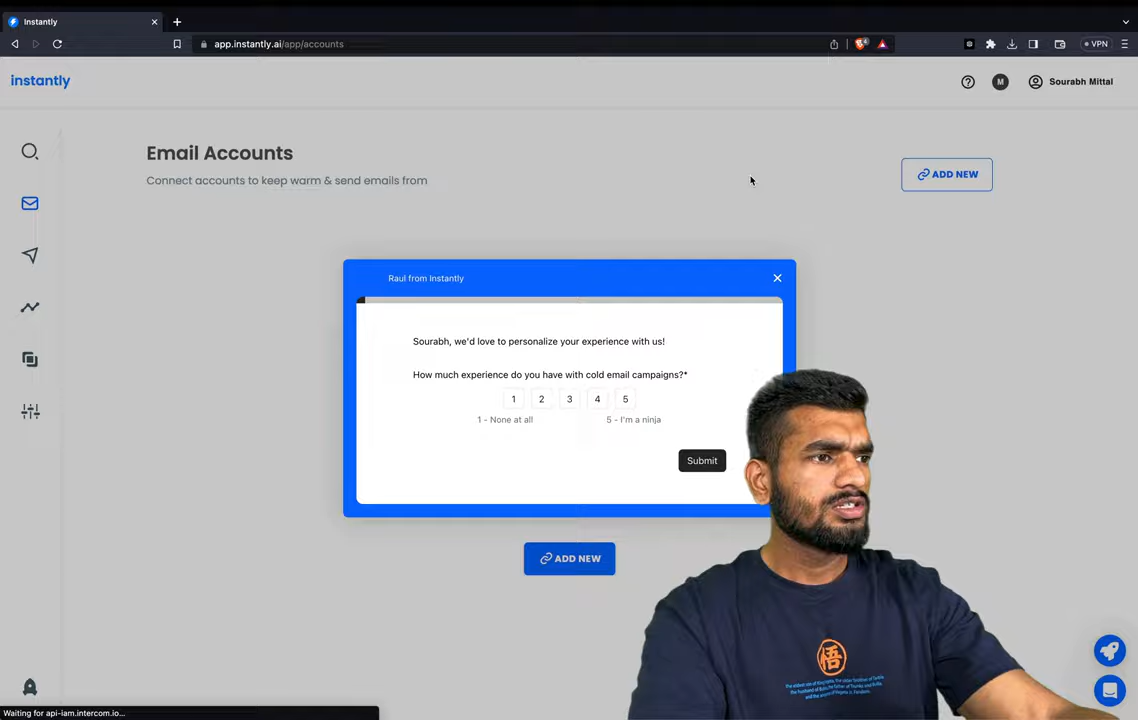 Instantly
app.instantly.ai/app/accounts
VPN
instantly
M
Sourabh Mittal
Email Accounts
Connect accounts to keep warm & send emails from
ADD NEW
Raul from Instantly
Sourabh, we'd love to personalize your experience with us!
How much experience do you have with cold email campaigns?*
1 2 3 4 5
1 - None at all 5 - I'm a ninja
Submit
ADD NEW
悟
Waiting for api-iam.intercom.io...